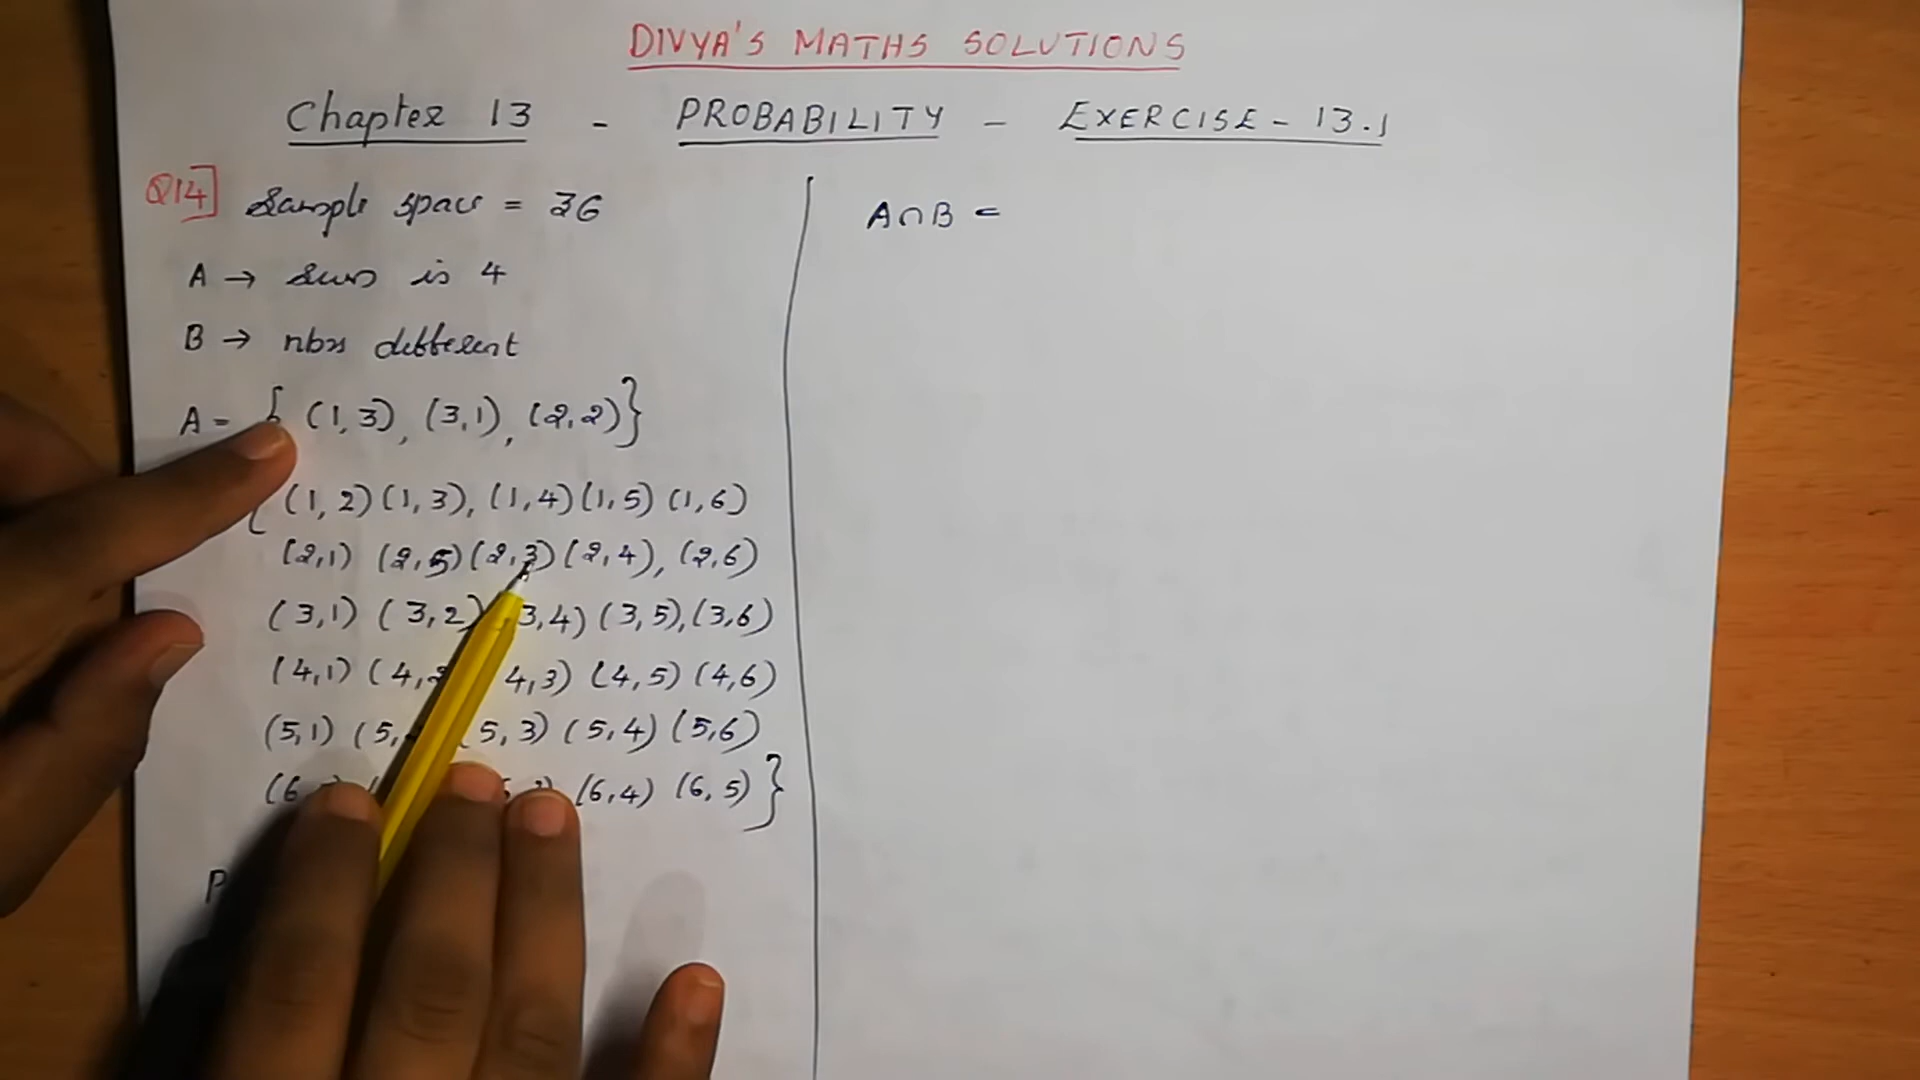 DIVYA'S MATHS SOLUTIONS
Chapter 13 - PROBABILITY - EXERCISE - 13.1
Q14] Sample space = 36
A → sum is 4
B → nbrs different
A = { (1,3), (3,1), (2,2)}
{ (1,2) (1,3), (1,4) (1,5) (1,6)
(2,1) (2,5) (2,3) (2,4), (2,6)
(3,1) (3,2) 3,4) (3,5), (3,6)
(4,1) (4, 4,3) (4,5) (4,6)
(5,1) (5, 5,3) (5,4) (5,6)
(6 (6,4) (6,5) }
P
A∩B =